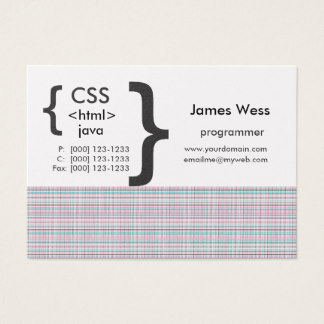 { CSS
<html>
java }
P: [000] 123-1233
C: [000] 123-1233
Fax: [000] 123-1233
James Wess
programmer
www.yourdomain.com
emailme@myweb.com